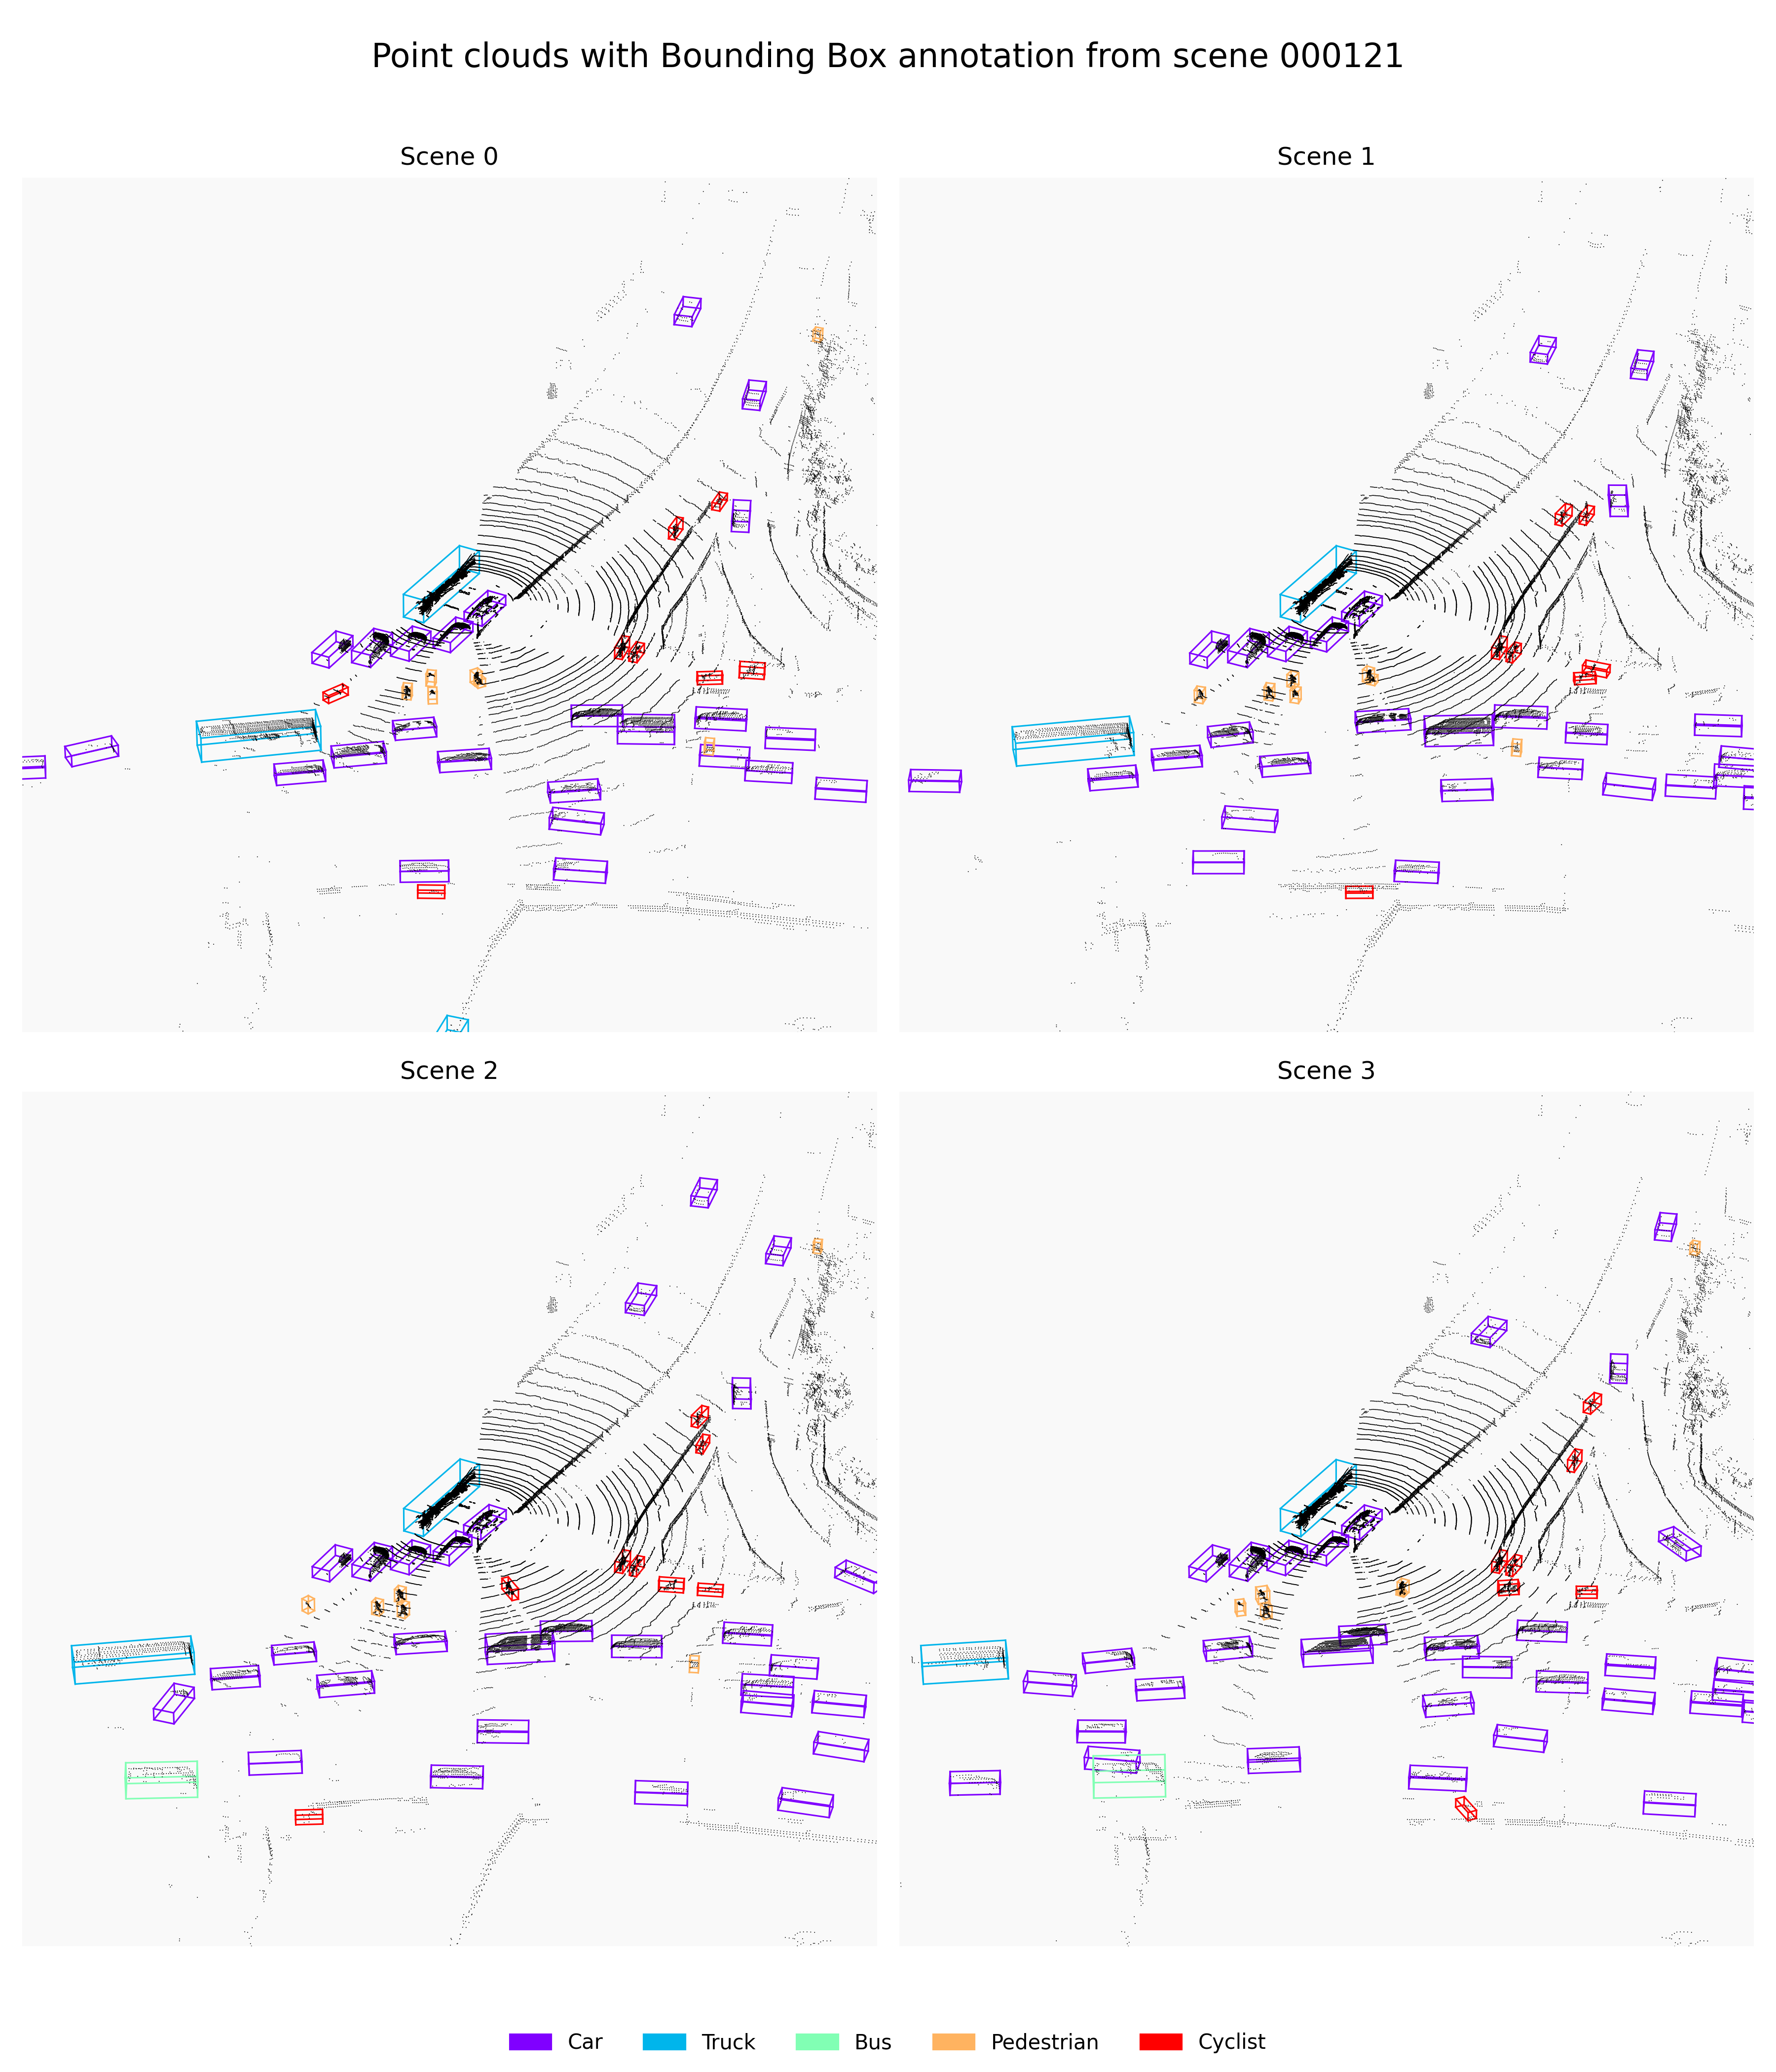 Point clouds with Bounding Box annotation from scene 000121
Scene 0
Scene 1
Scene 2
Scene 3
Car
Truck
Bus
Pedestrian
Cyclist